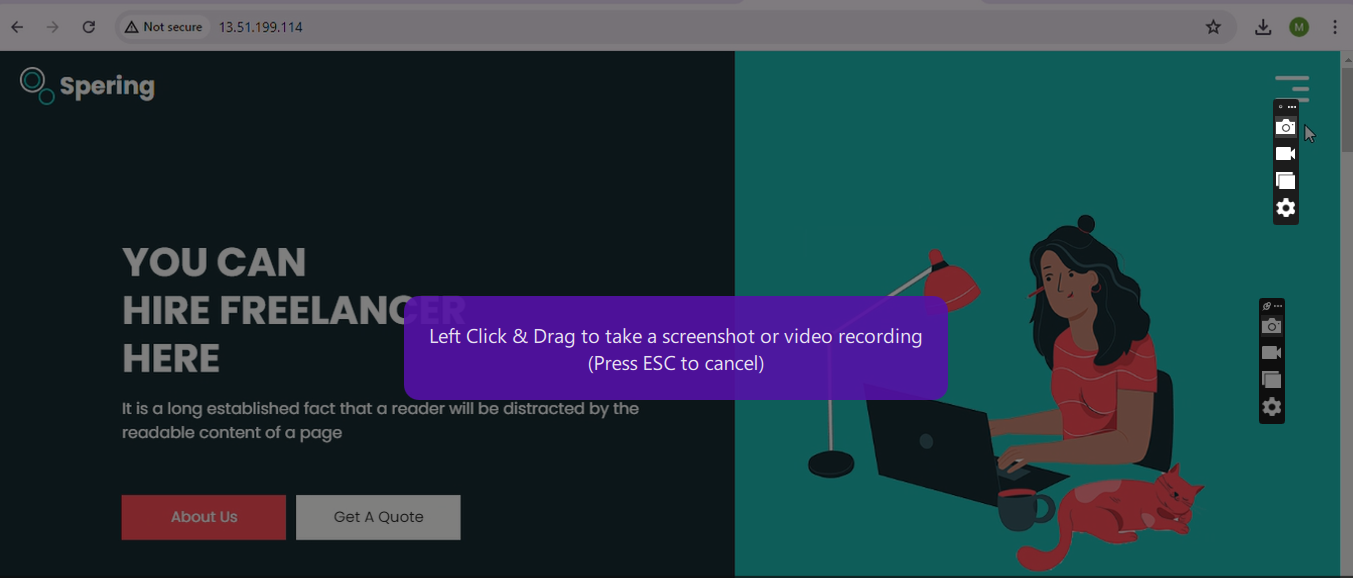 Not secure
13.51.199.114
M
Spering
YOU CAN
HIRE FREELANCER
HERE
Left Click & Drag to take a screenshot or video recording
(Press ESC to cancel)
It is a long established fact that a reader will be distracted by the
readable content of a page
About Us
Get A Quote